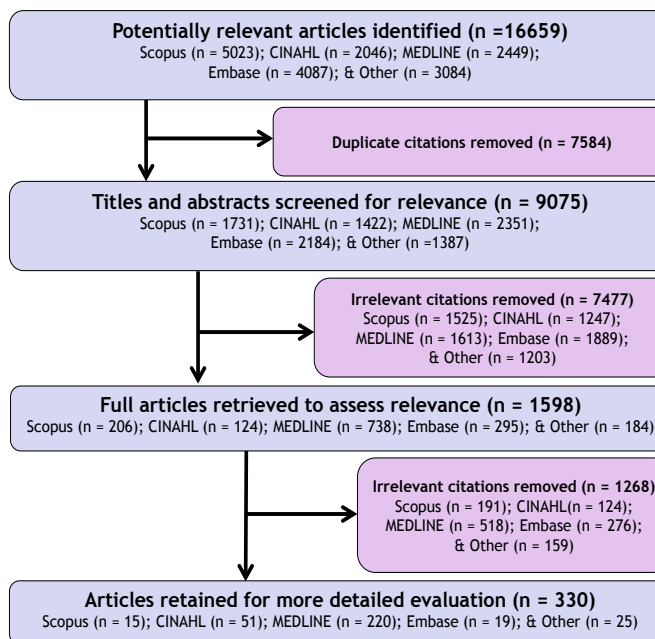 Potentially relevant articles identified (n =16659)
Scopus (n = 5023); CINAHL (n = 2046); MEDLINE (n = 2449);
Embase (n = 4087); & Other (n = 3084)
Duplicate citations removed (n = 7584)
Titles and abstracts screened for relevance (n = 9075)
Scopus (n = 1731); CINAHL (n = 1422); MEDLINE (n = 2351);
Embase (n = 2184); & Other (n =1387)
Irrelevant citations removed (n = 7477)
Scopus (n = 1525); CINAHL (n = 1247);
MEDLINE (n = 1613); Embase (n = 1889);
& Other (n = 1203)
Full articles retrieved to assess relevance (n = 1598)
Scopus (n = 206); CINAHL (n = 124); MEDLINE (n = 738); Embase (n = 295); & Other (n = 184)
Irrelevant citations removed (n = 1268)
Scopus (n = 191); CINAHL(n = 124);
MEDLINE (n = 518); Embase (n = 276);
& Other (n = 159)
Articles retained for more detailed evaluation (n = 330)
Scopus (n = 15); CINAHL (n = 51); MEDLINE (n = 220); Embase (n = 19); & Other (n = 25)